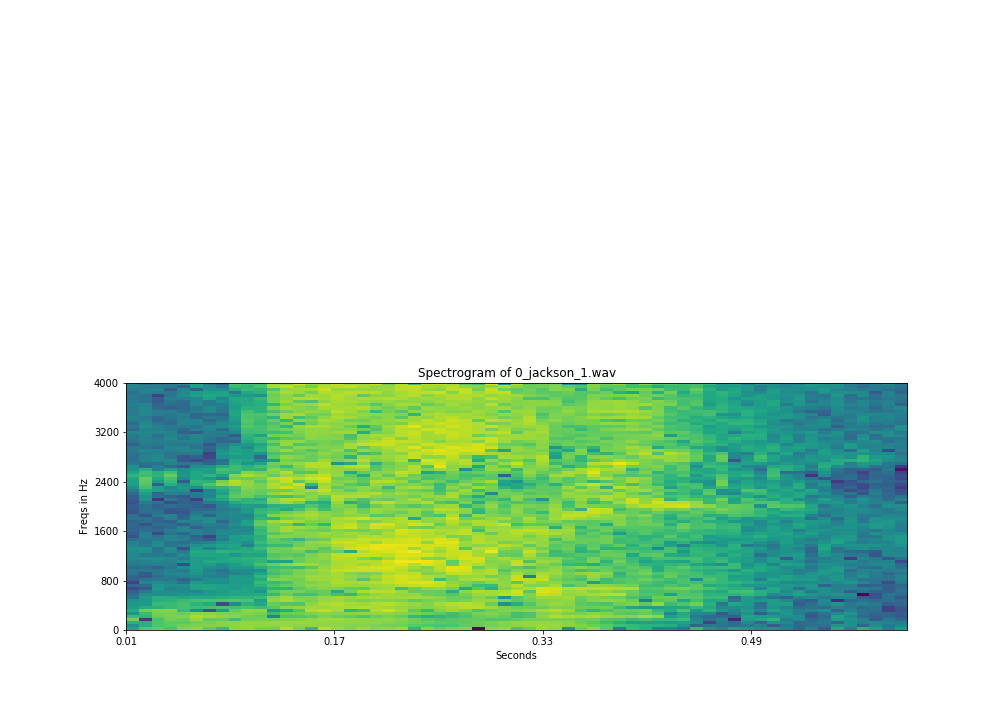 Spectrogram of 0_jackson_1.wav
4000
3200
2400
1600
800
0
Freqs in Hz
0.01 0.17 0.33 0.49
Seconds